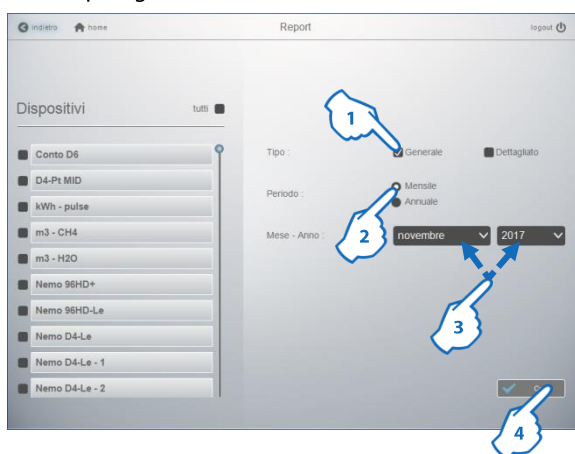 indietro home Report logout
Dispositivi tutti
1
Conto D6
Tipo : Generale Dettagliato
D4-Pt MID
Periodo : Mensile
Annuale
kWh - pulse
2
m3 - CH4
Mese - Anno : novembre 2017
m3 - H2O
Nemo 96HD+
Nemo 96HD-Le
3
Nemo D4-Le
Nemo D4-Le - 1
Nemo D4-Le - 2
4